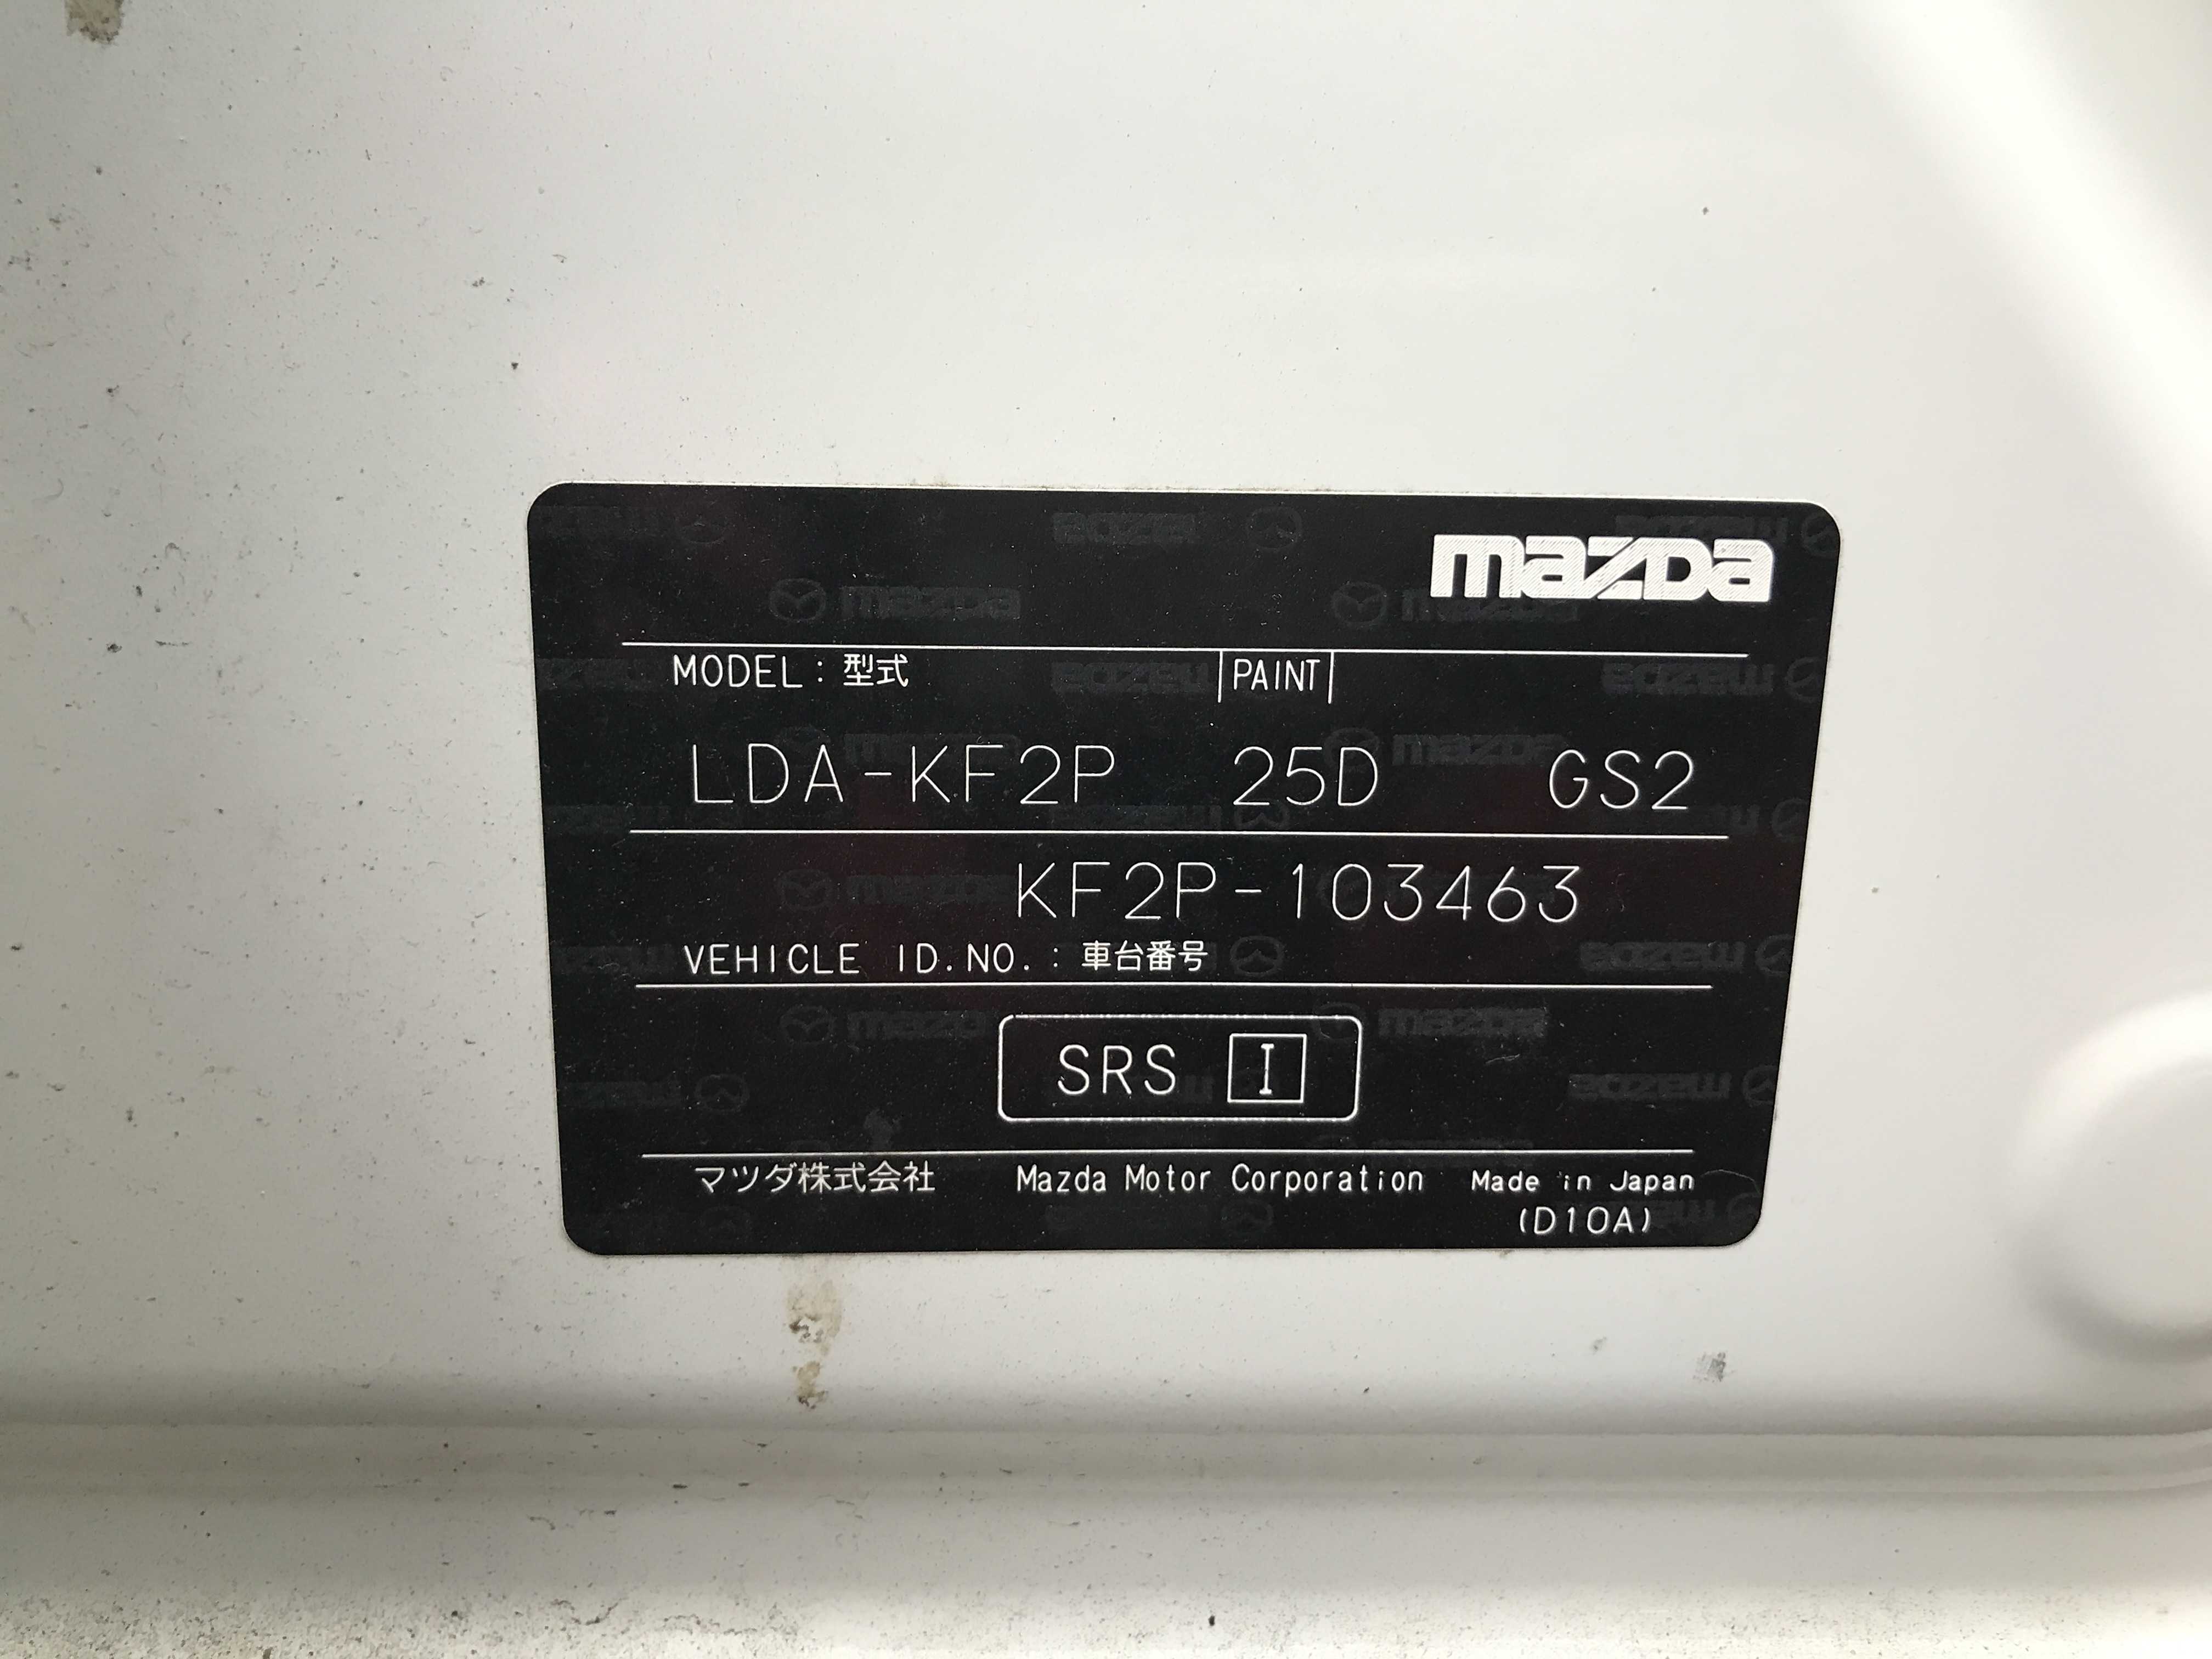 mazda
MODEL : 型式 PAINT
LDA-KF2P 25D GS2
KF2P-103463
VEHICLE ID.NO. : 車台番号
SRS I
マツダ株式会社 Mazda Motor Corporation Made in Japan
(D10A)